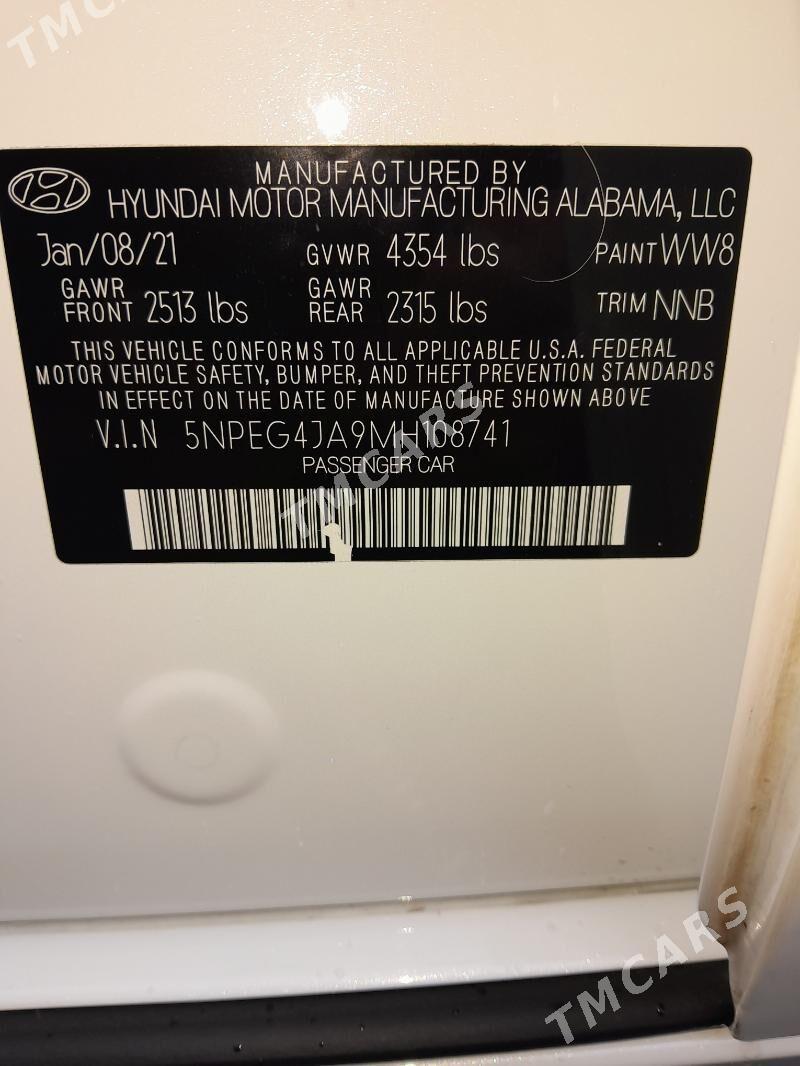 TMCARS
MANUFACTURED BY
HYUNDAI MOTOR MANUFACTURING ALABAMA, LLC
Jan/08/21 GVWR 4354 lbs PAINT WW8
GAWR FRONT 2513 lbs GAWR REAR 2315 lbs TRIM NNB
THIS VEHICLE CONFORMS TO ALL APPLICABLE U.S.A. FEDERAL
MOTOR VEHICLE SAFETY, BUMPER, AND THEFT PREVENTION STANDARDS
IN EFFECT ON THE DATE OF MANUFACTURE SHOWN ABOVE
V.I.N 5NPEG4JA9MH108741
PASSENGER CAR
TMCARS
TMCARS